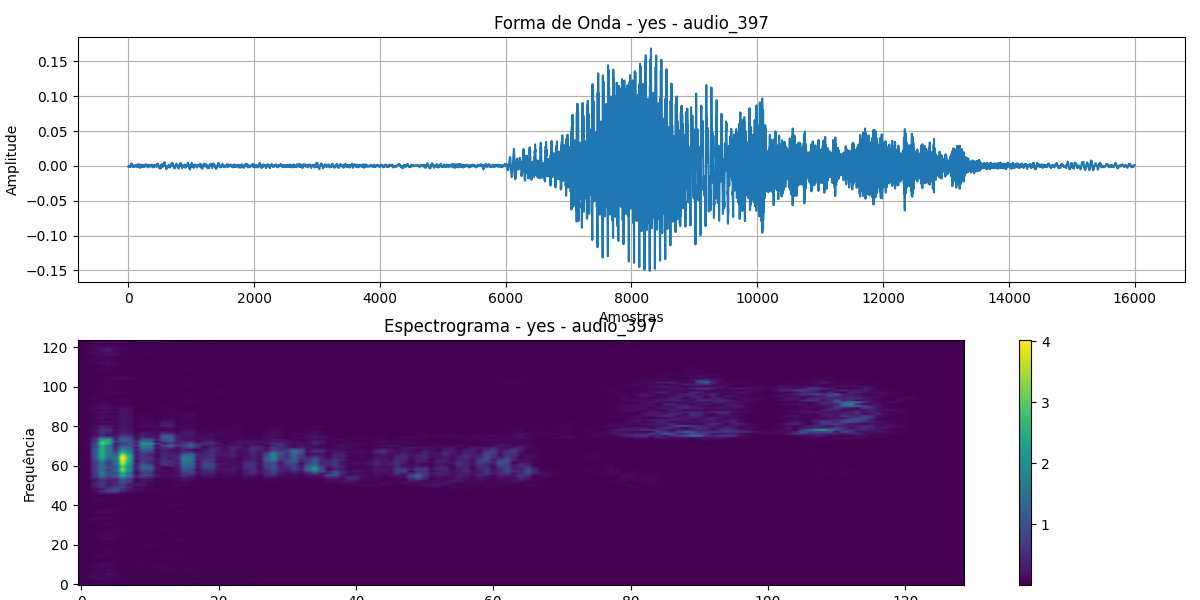 Forma de Onda - yes - audio_397
0.15
0.10
0.05
0.00
−0.05
−0.10
−0.15
Amplitude
0 2000 4000 6000 8000 10000 12000 14000 16000
Amostras
Espectrograma - yes - audio_397
120
100
80
60
40
20
0
Frequência
4
3
2
1
0 20 40 60 80 100 120